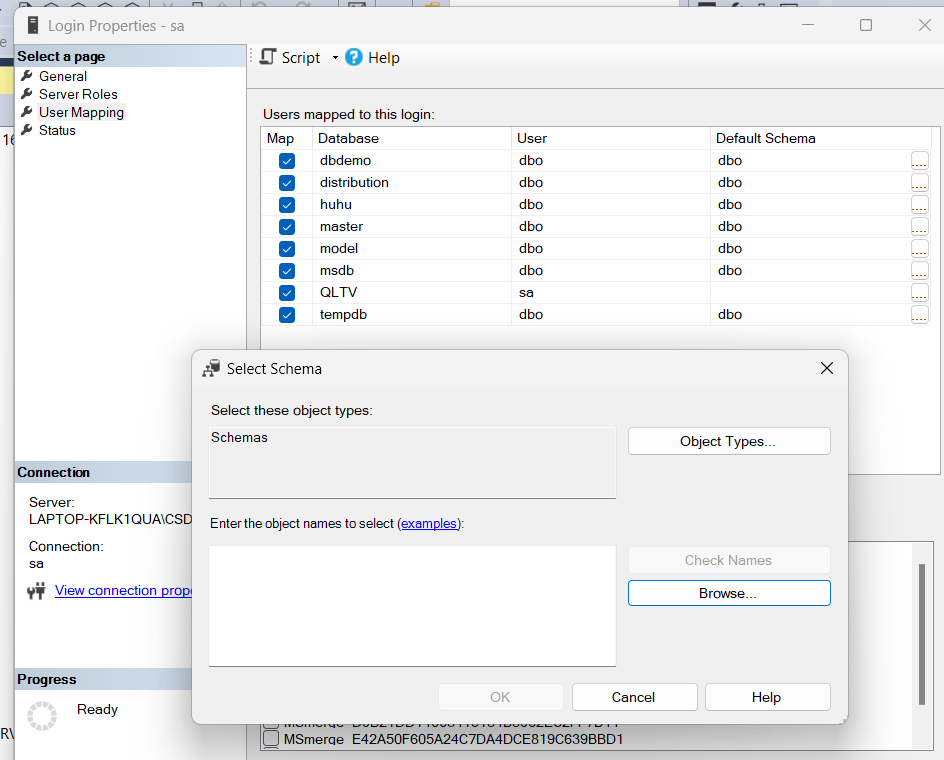 Login Properties - sa
Select a page
General
Server Roles
User Mapping
Status
Script
Help
Users mapped to this login:
Map Database User Default Schema
dbdemo dbo dbo ...
distribution dbo dbo ...
huhu dbo dbo ...
master dbo dbo ...
model dbo dbo ...
msdb dbo dbo ...
QLTV sa ...
tempdb dbo dbo ...
Select Schema
Select these object types:
Schemas
Object Types...
Enter the object names to select (examples):
Check Names
Browse...
OK
Cancel
Help
Connection
Server:
LAPTOP-KFLK1QUA\CSD
Connection:
sa
View connection prope
Progress
Ready
MSmerge_E42A50F605A24C7DA4DCE819C639BBD1